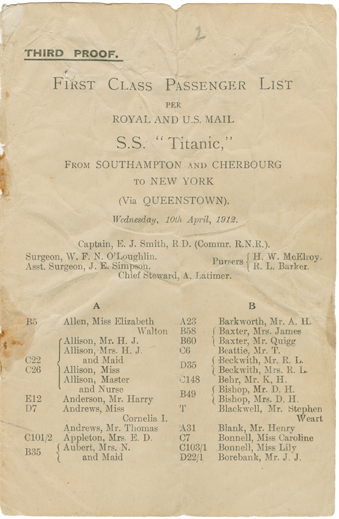 2
THIRD PROOF.
FIRST CLASS PASSENGER LIST
PER
ROYAL AND U.S. MAIL
S.S. "Titanic,"
FROM SOUTHAMPTON AND CHERBOURG
TO NEW YORK
(Via QUEENSTOWN).
Wednesday, 10th April, 1912.
Captain, E. J. Smith, R.D. (Commr. R.N.R.).
Surgeon, W. F. N. O'Loughlin.
Asst. Surgeon, J. E. Simpson.
Pursers { H. W. McElroy.
R. L. Barker.
Chief Steward, A. Latimer.
A
B5 Allen, Miss Elizabeth
Walton
Allison, Mr. H. J.
Allison, Mrs. H. J.
C22 and Maid
C26 Allison, Miss
Allison, Master
and Nurse
E12 Anderson, Mr. Harry
D7 Andrews, Miss
Cornelia I.
Andrews, Mr. Thomas
C101/2 Appleton, Mrs. E. D.
B35 { Aubert, Mrs. N.
and Maid
B
A23 Barkworth, Mr. A. H.
B58 { Baxter, Mrs. James
B60 { Baxter, Mr. Quigg
C6 Beattie, Mr. T.
D35 { Beckwith, Mr. R. L.
Beckwith, Mrs. R. L.
C148 Behr, Mr. K. H.
B49 { Bishop, Mr. D. H.
Bishop, Mrs. D. H.
T Blackwell, Mr. Stephen
Weart
A31 Blank, Mr. Henry
C7 Bonnell, Miss Caroline
C103/1 Bonnell, Miss Lily
D22/1 Borebank, Mr. J. J.